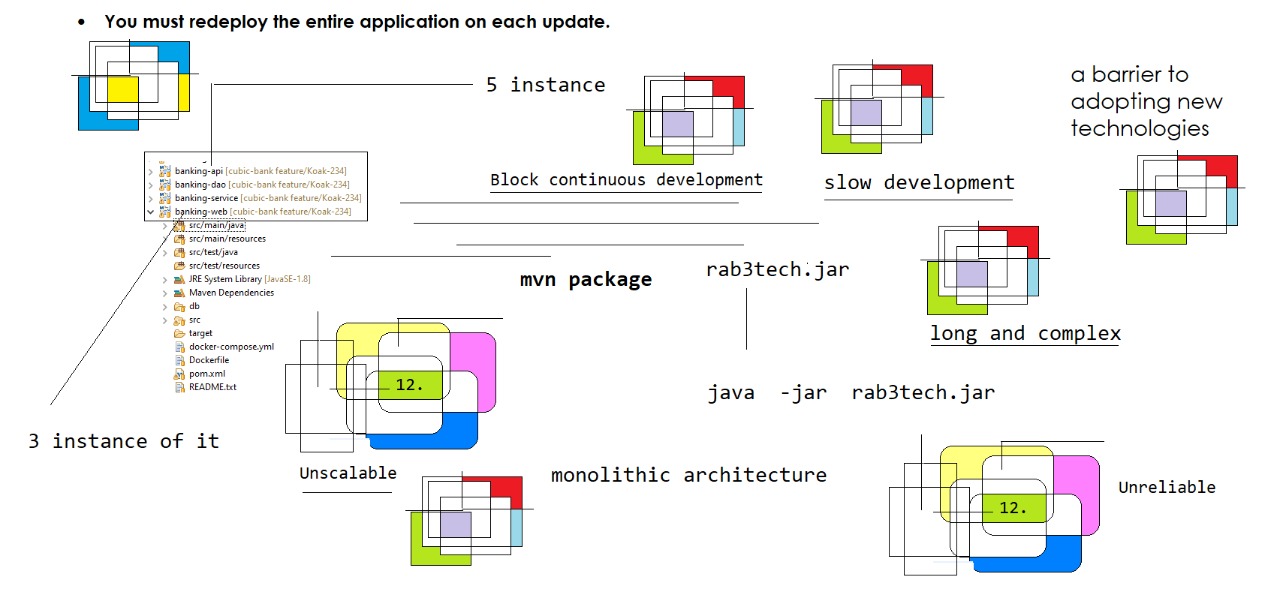 • You must redeploy the entire application on each update.
5 instance
a barrier to
adopting new
technologies
banking-api [cubic-bank feature/Koak-234]
banking-dao [cubic-bank feature/Koak-234]
banking-service [cubic-bank feature/Koak-234]
banking-web [cubic-bank feature/Koak-234]
src/main/java
src/main/resources
src/test/java
src/test/resources
JRE System Library [JavaSE-1.8]
Maven Dependencies
db
src
target
docker-compose.yml
Dockerfile
pom.xml
README.txt
Block continuous development
slow development
mvn package
rab3tech.jar
long and complex
12.
java -jar rab3tech.jar
3 instance of it
Unscalable
monolithic architecture
Unreliable
12.